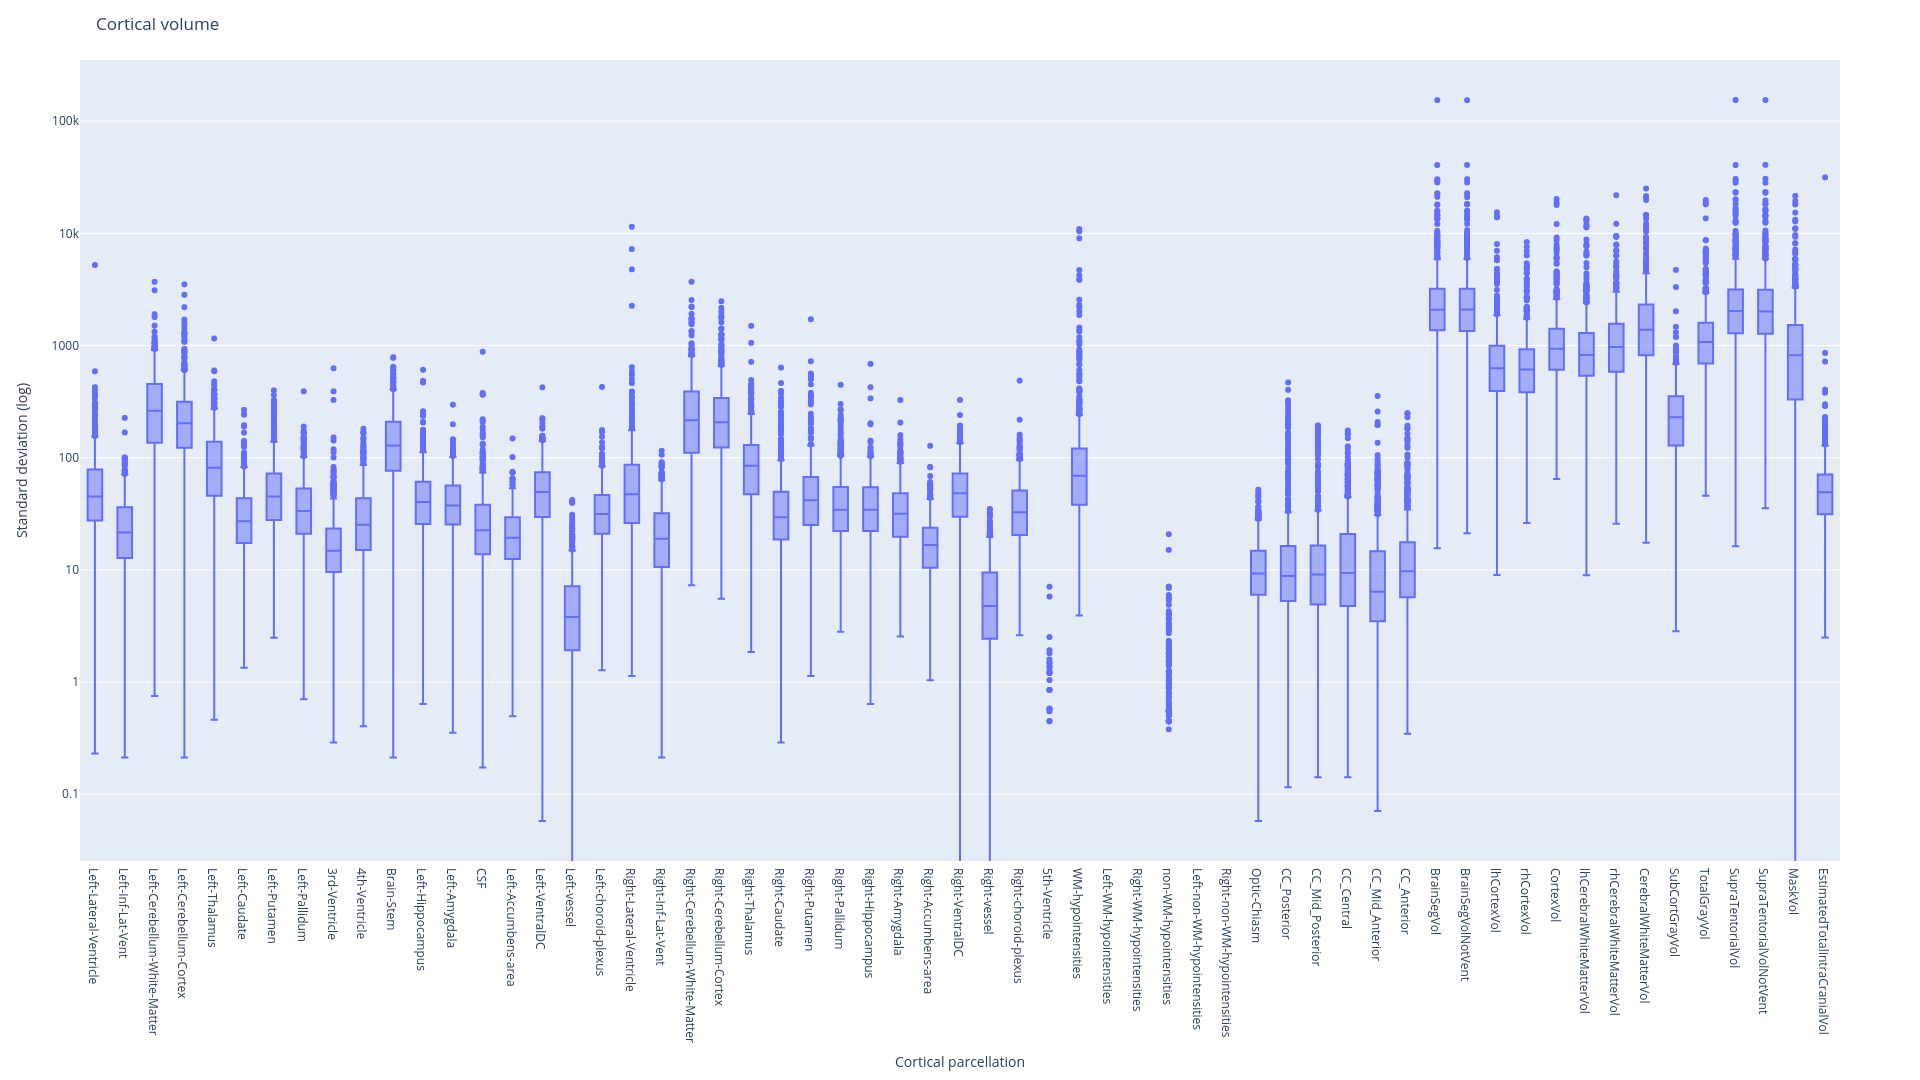 Cortical volume
Standard deviation (log)
100k
10k
1000
100
10
1
0.1
Left-Lateral-Ventricle
Left-Inf-Lat-Vent
Left-Cerebellum-White-Matter
Left-Cerebellum-Cortex
Left-Thalamus
Left-Caudate
Left-Putamen
Left-Pallidum
3rd-Ventricle
4th-Ventricle
Brain-Stem
Left-Hippocampus
Left-Amygdala
CSF
Left-Accumbens-area
Left-VentralDC
Left-vessel
Left-choroid-plexus
Right-Lateral-Ventricle
Right-Inf-Lat-Vent
Right-Cerebellum-White-Matter
Right-Cerebellum-Cortex
Right-Thalamus
Right-Caudate
Right-Putamen
Right-Pallidum
Right-Hippocampus
Right-Amygdala
Right-Accumbens-area
Right-VentralDC
Right-vessel
Right-choroid-plexus
5th-Ventricle
WM-hypointensities
Left-WM-hypointensities
Right-WM-hypointensities
non-WM-hypointensities
Left-non-WM-hypointensities
Right-non-WM-hypointensities
Optic-Chiasm
CC_Posterior
CC_Mid_Posterior
CC_Central
CC_Mid_Anterior
CC_Anterior
BrainSegVol
BrainSegVolNotVent
lhCortexVol
rhCortexVol
CortexVol
lhCerebralWhiteMatterVol
rhCerebralWhiteMatterVol
CerebralWhiteMatterVol
SubCortGrayVol
TotalGrayVol
SupraTentorialVol
SupraTentorialVolNotVent
MaskVol
EstimatedTotalIntraCranialVol
Cortical parcellation